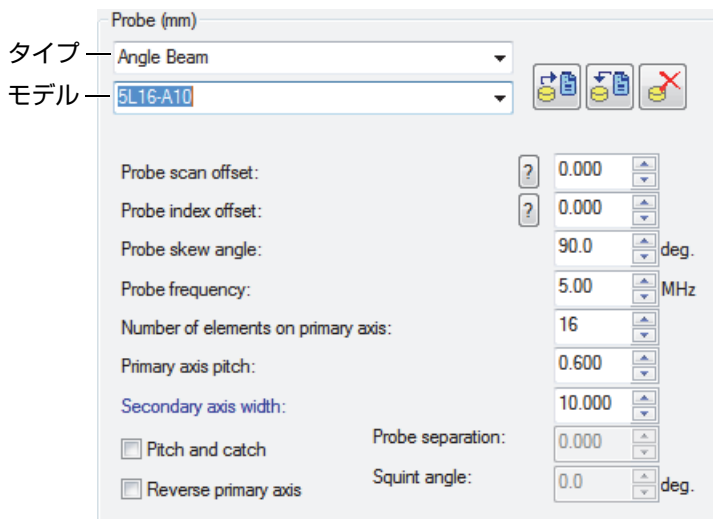 Probe (mm)
タイプ
Angle Beam
モデル
5L16-A10
Probe scan offset:
?
0.000
Probe index offset:
?
0.000
Probe skew angle:
90.0
deg.
Probe frequency:
5.00
MHz
Number of elements on primary axis:
16
Primary axis pitch:
0.600
Secondary axis width:
10.000
Pitch and catch
Probe separation:
0.000
Reverse primary axis
Squint angle:
0.0
deg.